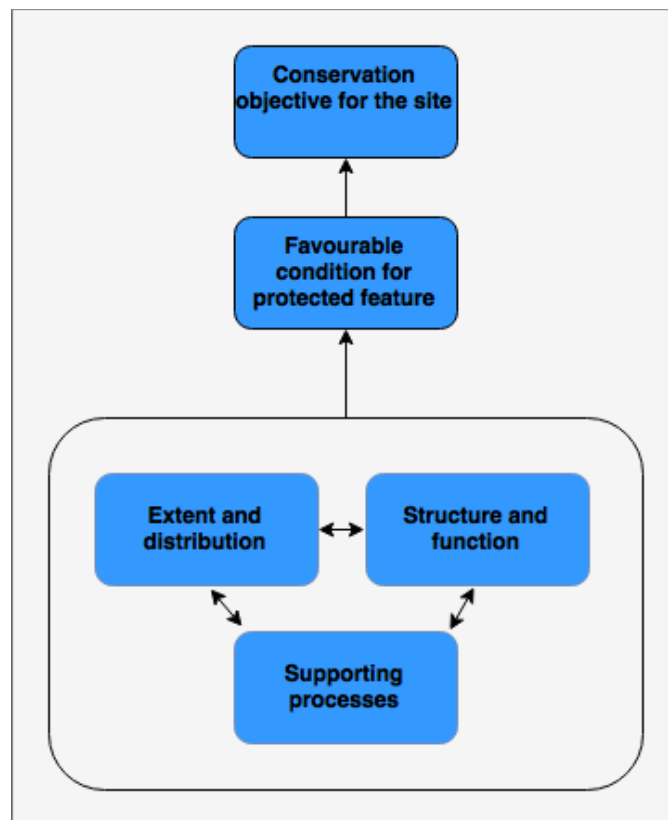 Conservation
objective for the site
Favourable
condition for
protected feature
Extent and
distribution
Structure and
function
Supporting
processes